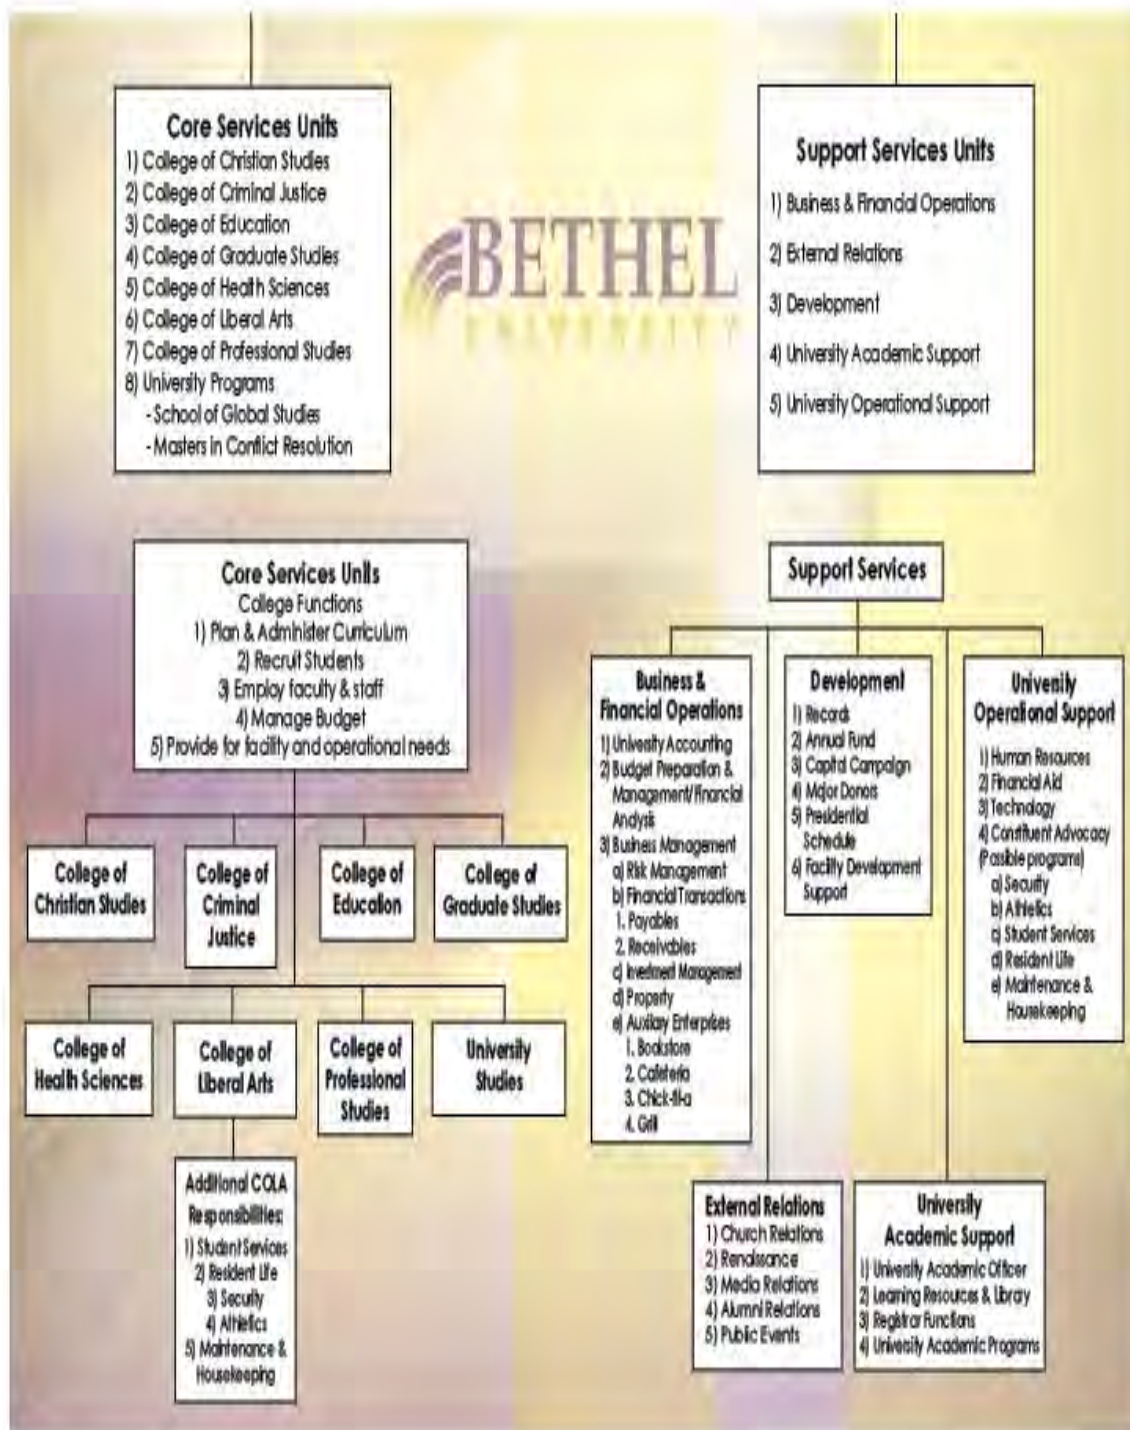 Core Services Units
1) College of Christian Studies
2) College of Criminal Justice
3) College of Education
4) College of Graduate Studies
5) College of Health Sciences
6) College of Liberal Arts
7) College of Professional Studies
8) University Programs
- School of Global Studies
- Masters in Conflict Resolution
BETHEL
UNIVERSITY
Support Services Units
1) Business & Financial Operations
2) External Relations
3) Development
4) University Academic Support
5) University Operational Support
Core Services Units
College Functions
1) Plan & Administer Curriculum
2) Recruit Students
3) Employ faculty & staff
4) Manage Budget
5) Provide for facility and operational needs
College of
Christian Studies
College of
Criminal
Justice
College of
Education
College of
Graduate Studies
College of
Health Sciences
College of
Liberal Arts
College of
Professional
Studies
University
Studies
Additional COLA
Responsibilities:
1) Student Services
2) Resident Life
3) Security
4) Athletics
5) Maintenance &
Housekeeping
Support Services
Business &
Financial Operations
1) University Accounting
2) Budget Preparation &
Management/Financial
Analysis
3) Business Management
a) Risk Management
b) Financial Transactions
1. Payables
2. Receivables
c) Investment Management
d) Property
e) Auxiliary Enterprises
1. Bookstore
2. Cafeteria
3. Chick-fil-a
4. Grill
Development
1) Records
2) Annual Fund
3) Capital Campaign
4) Major Donors
5) Presidential
Schedule
6) Facility Development
Support
University
Operational Support
1) Human Resources
2) Financial Aid
3) Technology
4) Constituent Advocacy
(Possible programs)
a) Security
b) Athletics
c) Student Services
d) Resident Life
e) Maintenance &
Housekeeping
External Relations
1) Church Relations
2) Renaissance
3) Media Relations
4) Alumni Relations
5) Public Events
University
Academic Support
1) University Academic Officer
2) Learning Resources & Library
3) Registrar Functions
4) University Academic Programs